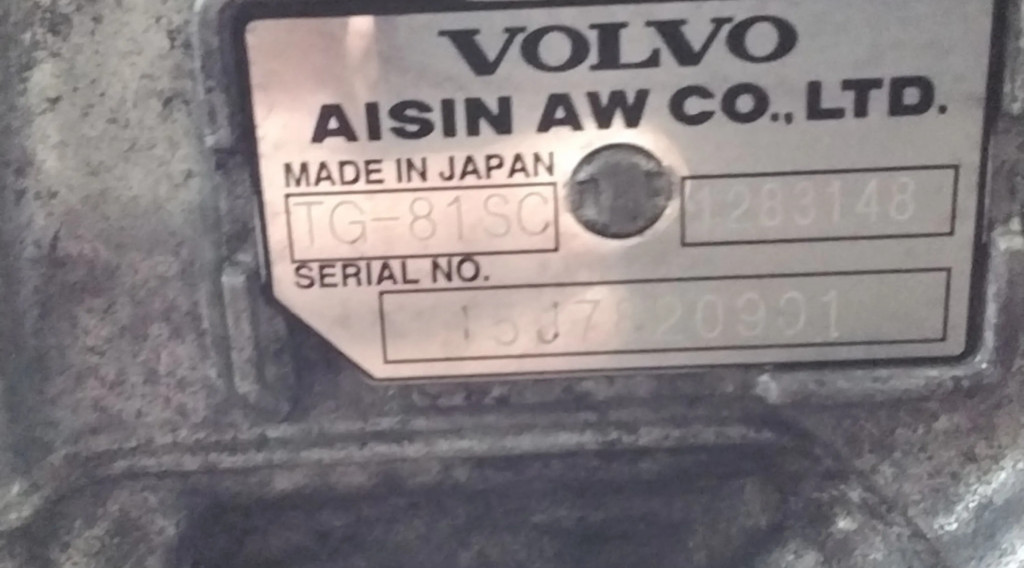 VOLVO
AISIN AW CO., LTD.
MADE IN JAPAN
TG-81SC 1283148
SERIAL NO.